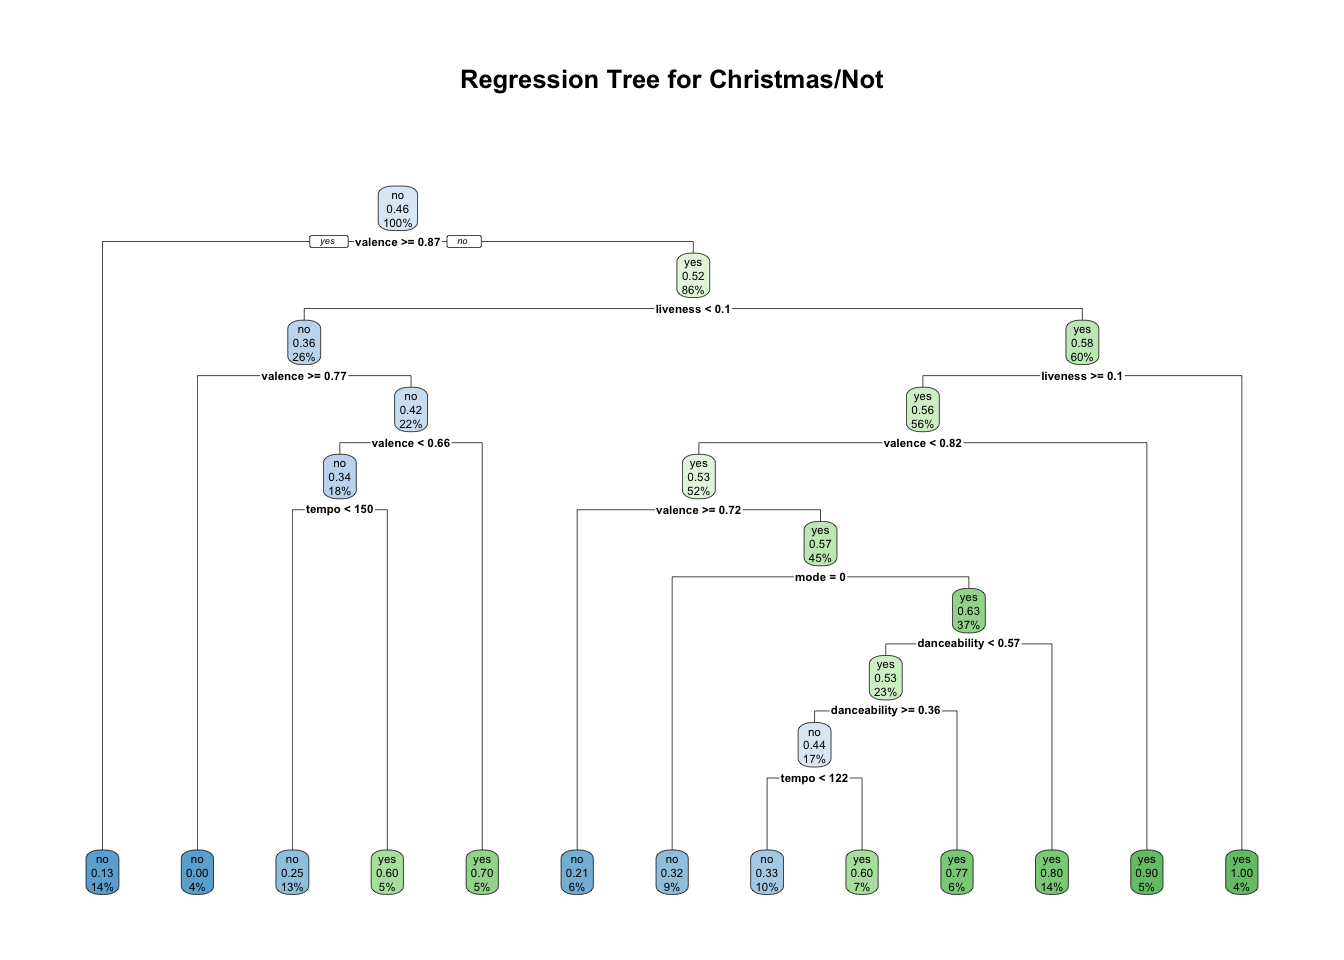 Regression Tree for Christmas/Not
no
0.46
100%
yes
valence >= 0.87
no
yes
0.52
86%
liveness < 0.1
no
0.36
26%
yes
0.58
60%
valence >= 0.77
liveness >= 0.1
no
0.42
22%
yes
0.56
56%
valence < 0.66
valence < 0.82
no
0.34
18%
yes
0.53
52%
tempo < 150
valence >= 0.72
yes
0.57
45%
mode = 0
yes
0.63
37%
danceability < 0.57
yes
0.53
23%
danceability >= 0.36
no
0.44
17%
tempo < 122
no
0.13
14%
no
0.00
4%
no
0.25
13%
yes
0.60
5%
yes
0.70
5%
no
0.21
6%
no
0.32
9%
no
0.33
10%
yes
0.60
7%
yes
0.77
6%
yes
0.80
14%
yes
0.90
5%
yes
1.00
4%